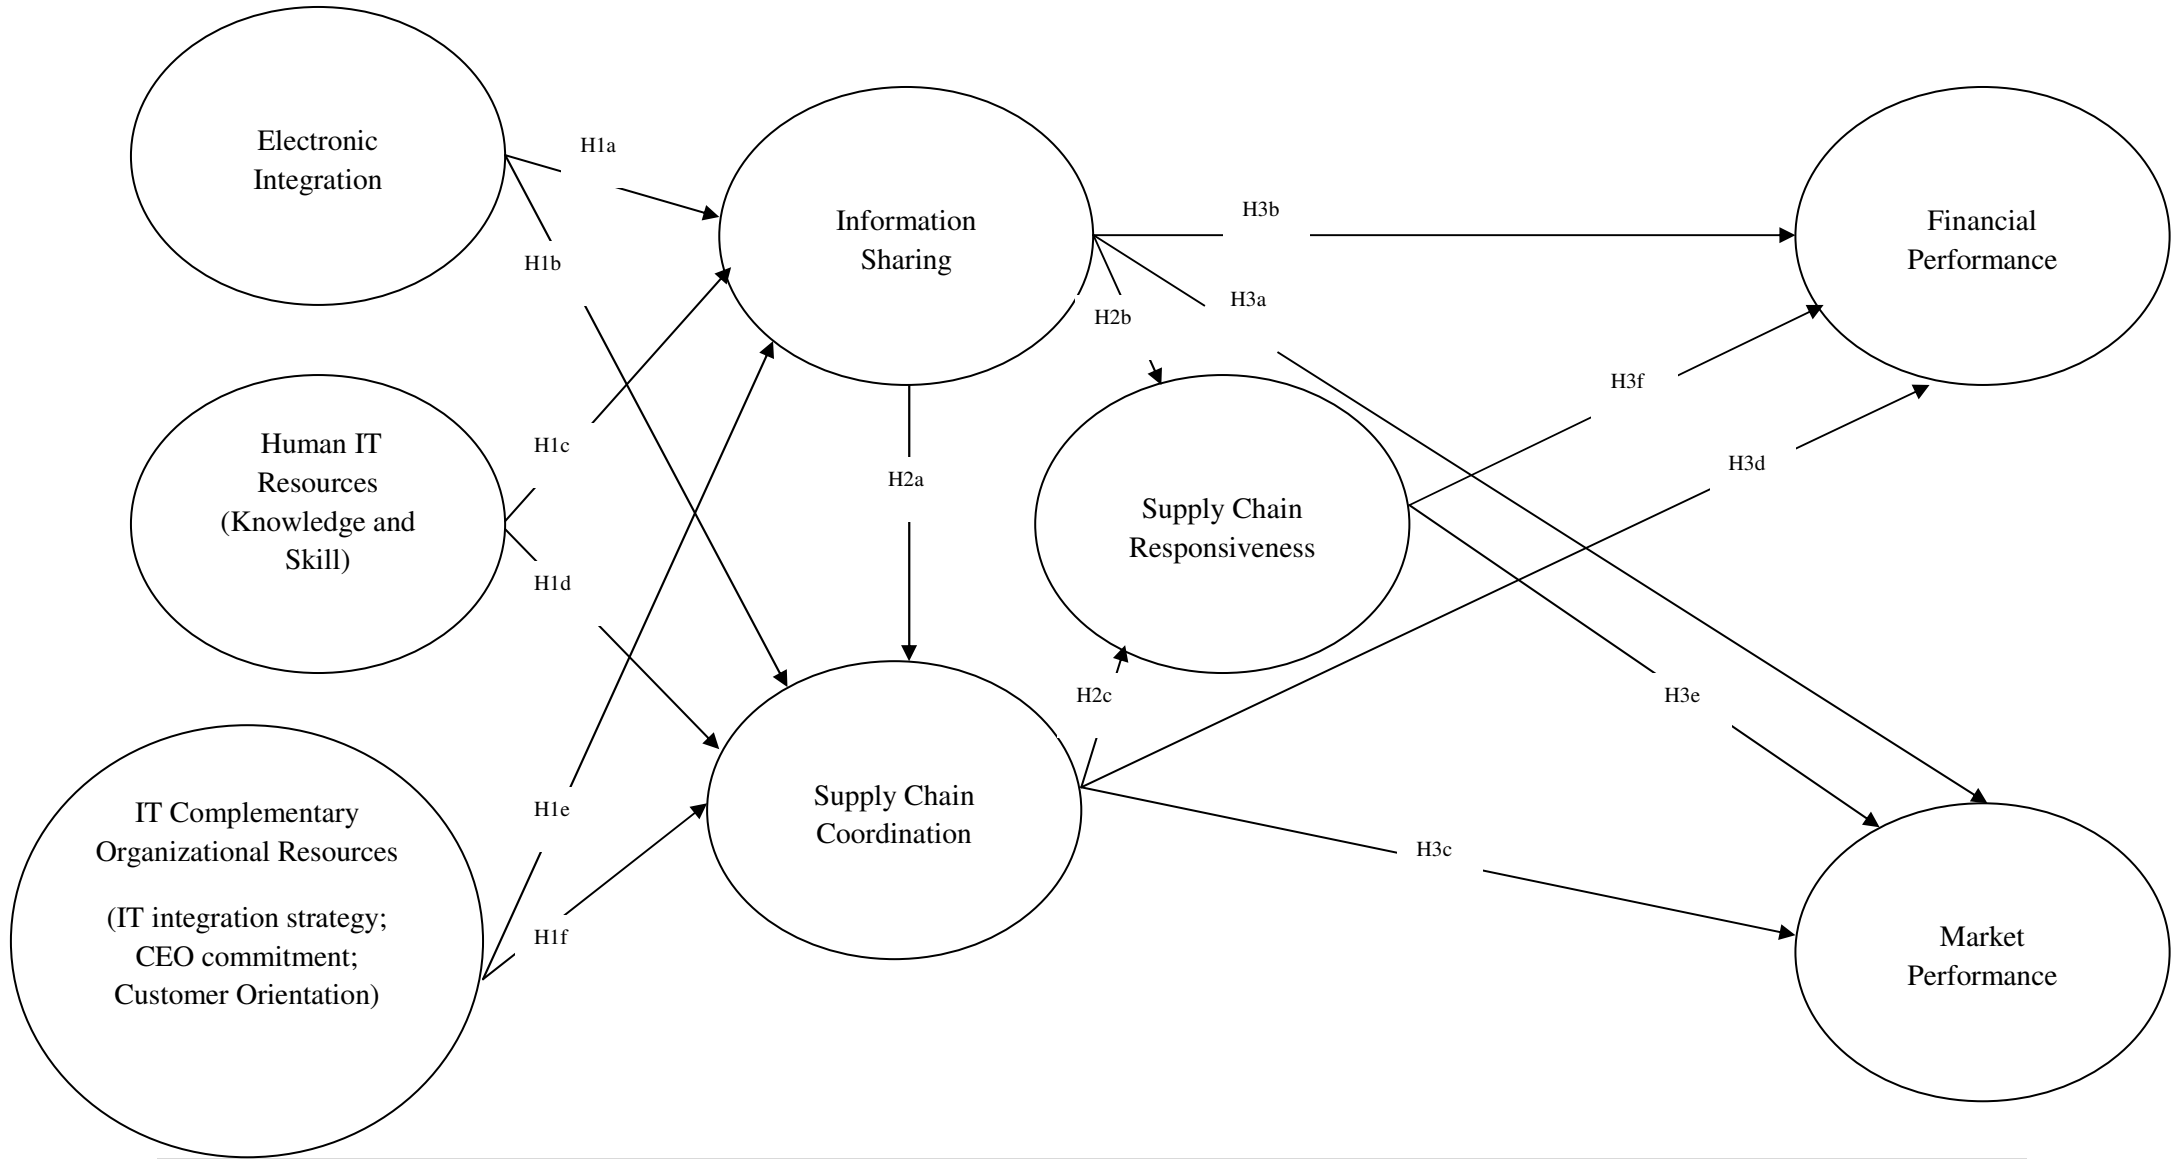 Electronic
Integration
H1a
H1b
Information
Sharing
H3b
H3a
H2b
Financial
Performance
Human IT
Resources
(Knowledge and
Skill)
H1c
H1d
H2a
Supply Chain
Responsiveness
H3f
H3d
H2c
H3e
IT Complementary
Organizational Resources
(IT integration strategy;
CEO commitment;
Customer Orientation)
H1e
H1f
Supply Chain
Coordination
H3c
Market
Performance